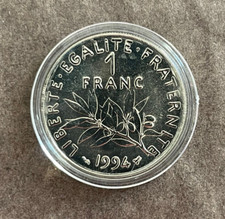 LIBERTE · EGALITE · FRATERNITE
1
FRANC
1994